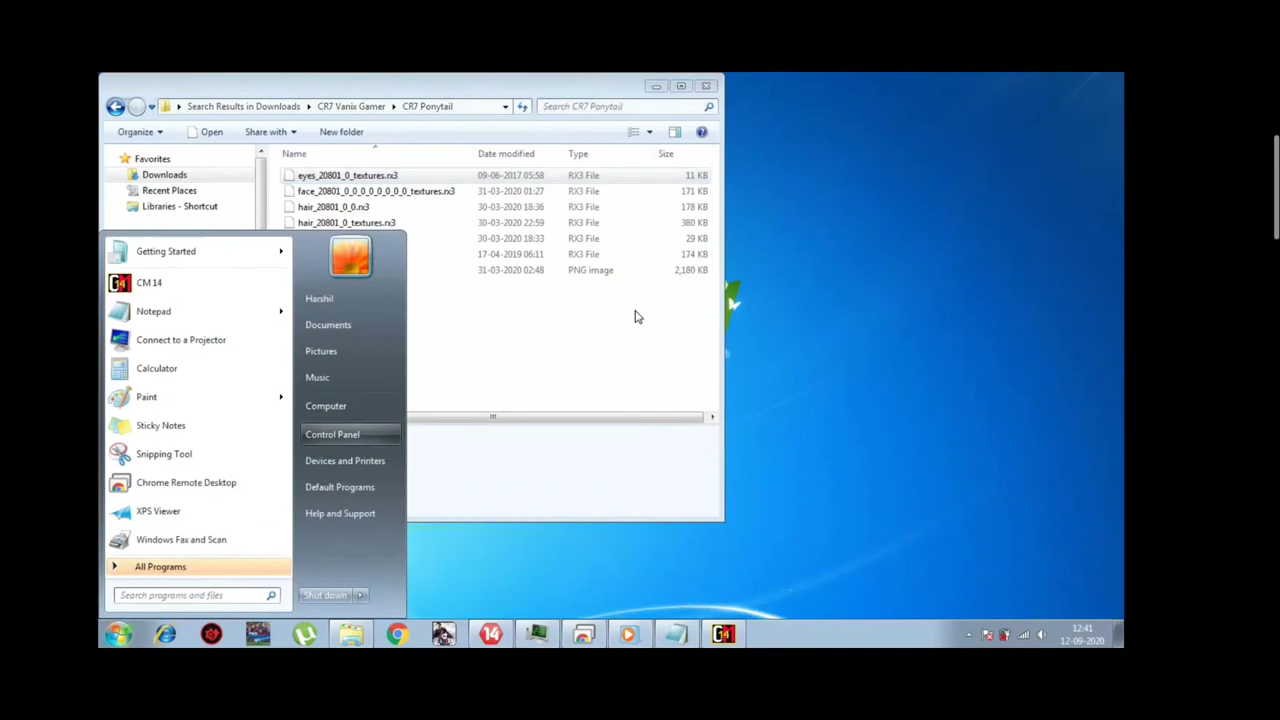 Search Results in Downloads
CR7 Vanix Gamer
CR7 Ponytail
Search CR7 Ponytail
Organize
Open
Share with
New folder
Favorites
Downloads
Recent Places
Libraries - Shortcut
Name
Date modified
Type
Size
eyes_20801_0_textures.rx3 09-06-2017 05:58 RX3 File 11 KB
face_20801_0_0_0_0_0_0_0_0_textures.rx3 31-03-2020 01:27 RX3 File 171 KB
hair_20801_0_0.rx3 30-03-2020 18:36 RX3 File 178 KB
hair_20801_0_textures.rx3 30-03-2020 22:59 RX3 File 380 KB
30-03-2020 18:33 RX3 File 29 KB
17-04-2019 06:11 RX3 File 174 KB
31-03-2020 02:48 PNG image 2,180 KB
Getting Started
CM 14
Notepad
Connect to a Projector
Calculator
Paint
Sticky Notes
Snipping Tool
Chrome Remote Desktop
XPS Viewer
Windows Fax and Scan
All Programs
Search programs and files
Harshil
Documents
Pictures
Music
Computer
Control Panel
Devices and Printers
Default Programs
Help and Support
Shut down
14
12:41
12-09-2020